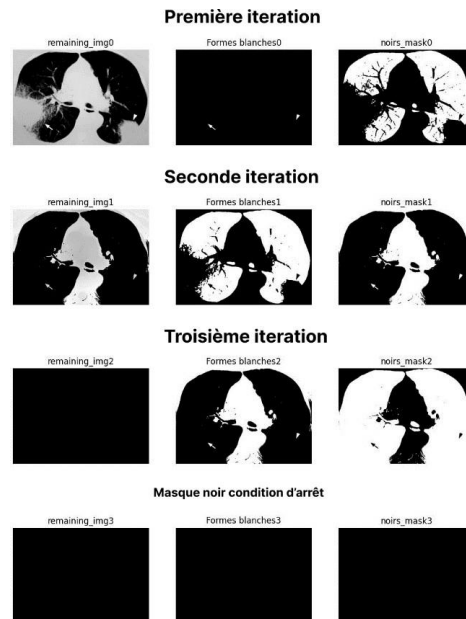 Première iteration
remaining_img0
Formes blanches0
noirs_mask0
Seconde iteration
remaining_img1
Formes blanches1
noirs_mask1
Troisième iteration
remaining_img2
Formes blanches2
noirs_mask2
Masque noir condition d'arrêt
remaining_img3
Formes blanches3
noirs_mask3